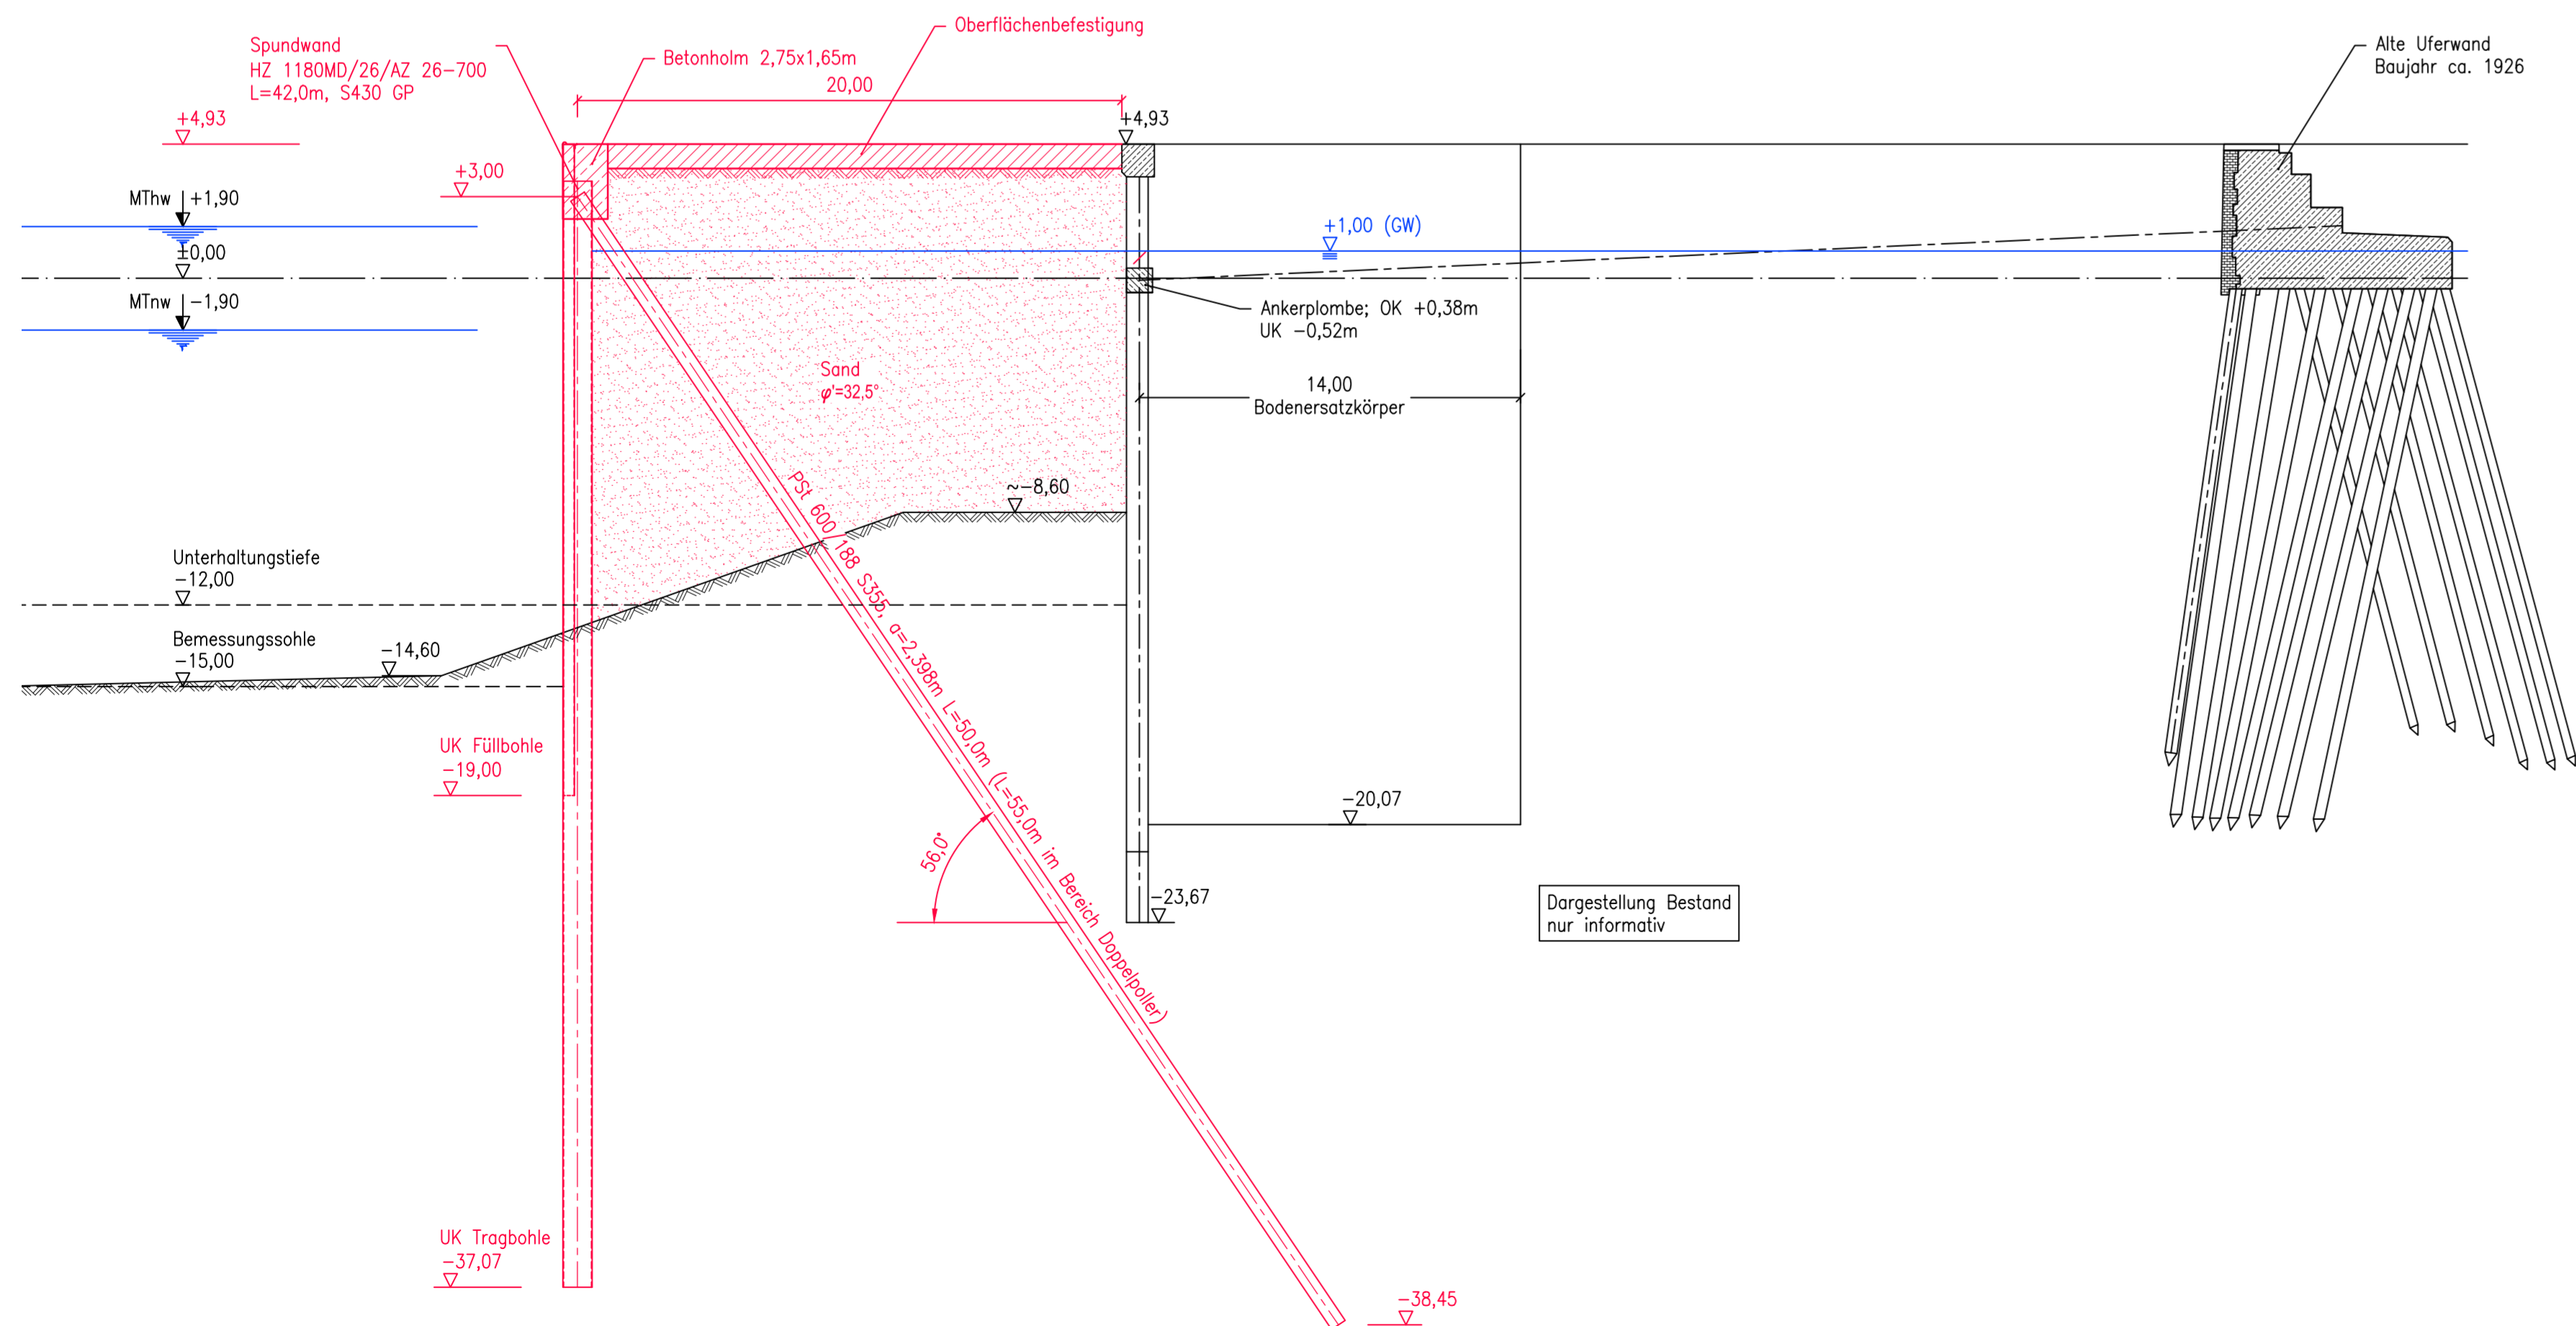 Oberflächenbefestigung
Spundwand
HZ 1180MD/26/AZ 26-700
L=42,0m, S430 GP
Betonholm 2,75x1,65m
20,00
Alte Uferwand
Baujahr ca. 1926
+4,93
+4,93
+3,00
MThw +1,90
±0,00
MTnw -1,90
+1,00 (GW)
Ankerplombe; OK +0,38m
UK -0,52m
Sand
φ'=32,5°
14,00
Bodenersatzkörper
~-8,60
PSt 600/188 S355, a=2,398m L=50,0m (L=55,0m im Bereich Doppelpoller)
Unterhaltungstiefe
-12,00
Bemessungssohle
-15,00
-14,60
UK Füllbohle
-19,00
-20,07
56,0°
-23,67
Dargestellung Bestand
nur informativ
UK Tragbohle
-37,07
-38,45